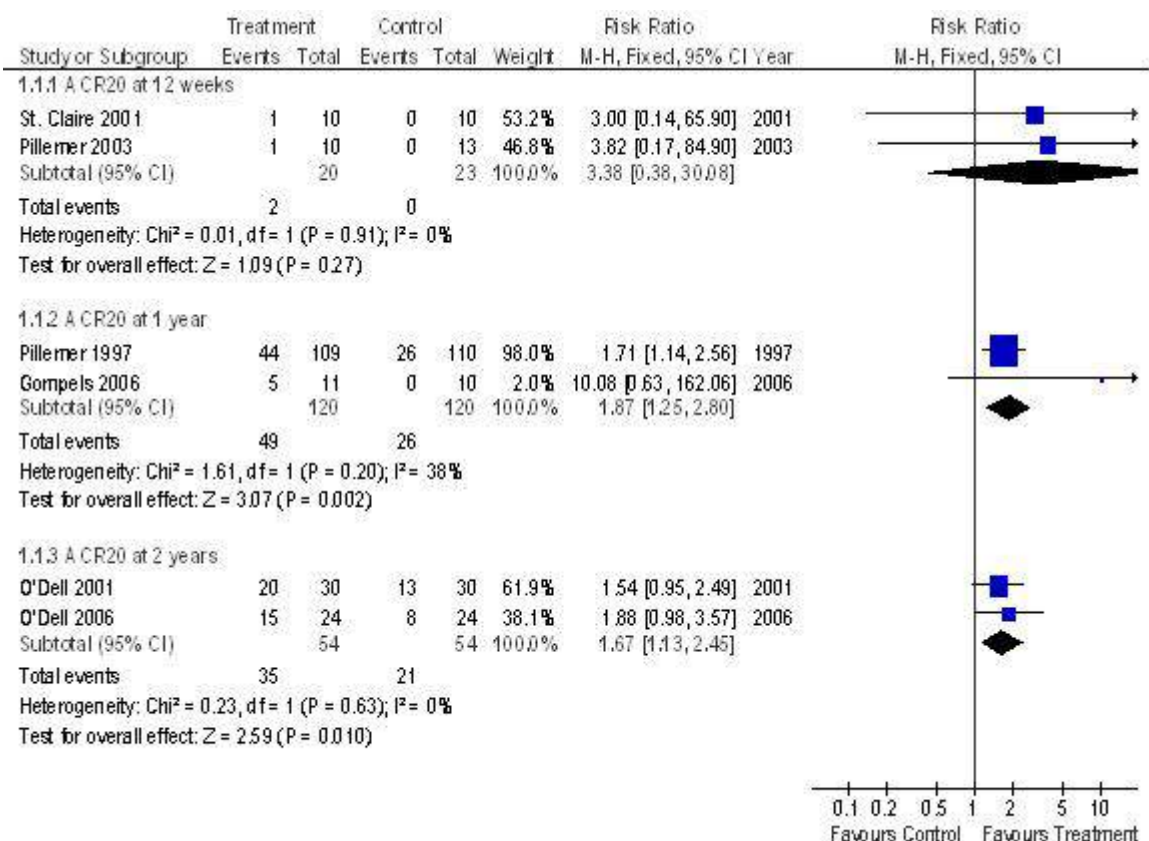 Treatment Control Risk Ratio Risk Ratio
Study or Subgroup Events Total Events Total Weight M-H, Fixed, 95% CI Year M-H, Fixed, 95% CI
1.1.1 ACR20 at 12 weeks
St. Claire 2001 1 10 0 10 53.2% 3.00 [0.14, 65.90] 2001
Pillemer 2003 1 10 0 13 46.8% 3.82 [0.17, 84.90] 2003
Subtotal (95% CI) 20 23 100.0% 3.38 [0.38, 30.08]
Total events 2 0
Heterogeneity: Chi² = 0.01, df = 1 (P = 0.91); I² = 0%
Test for overall effect: Z = 1.09 (P = 0.27)
1.1.2 ACR20 at 1 year
Pillemer 1997 44 109 26 110 98.0% 1.71 [1.14, 2.56] 1997
Gompels 2006 5 11 0 10 2.0% 10.08 [0.63, 162.06] 2006
Subtotal (95% CI) 120 120 100.0% 1.87 [1.25, 2.80]
Total events 49 26
Heterogeneity: Chi² = 1.61, df = 1 (P = 0.20); I² = 38%
Test for overall effect: Z = 3.07 (P = 0.002)
1.1.3 ACR20 at 2 years
O'Dell 2001 20 30 13 30 61.9% 1.54 [0.95, 2.49] 2001
O'Dell 2006 15 24 8 24 38.1% 1.88 [0.98, 3.57] 2006
Subtotal (95% CI) 54 54 100.0% 1.67 [1.13, 2.45]
Total events 35 21
Heterogeneity: Chi² = 0.23, df = 1 (P = 0.63); I² = 0%
Test for overall effect: Z = 2.59 (P = 0.010)
0.1 0.2 0.5 1 2 5 10
Favours Control Favours Treatment